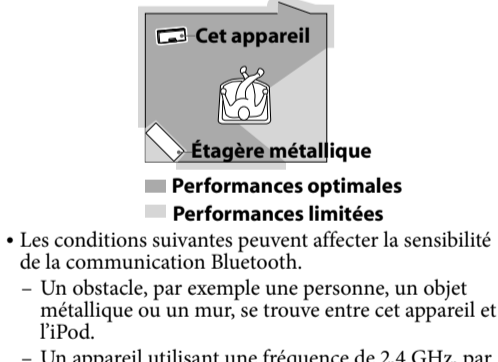 Cet appareil
Étagère métallique
Performances optimales
Performances limitées
• Les conditions suivantes peuvent affecter la sensibilité
de la communication Bluetooth.
– Un obstacle, par exemple une personne, un objet
métallique ou un mur, se trouve entre cet appareil et
l'iPod.
– Un appareil utilisant une fréquence de 2,4 GHz, par